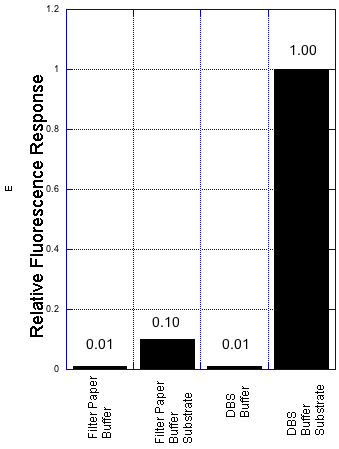 1.2
1
0.8
0.6
0.4
0.2
0
E
Relative Fluorescence Response
0.01
0.10
0.01
1.00
Filter Paper
Buffer
Filter Paper
Buffer
Substrate
DBS
Buffer
DBS
Buffer
Substrate